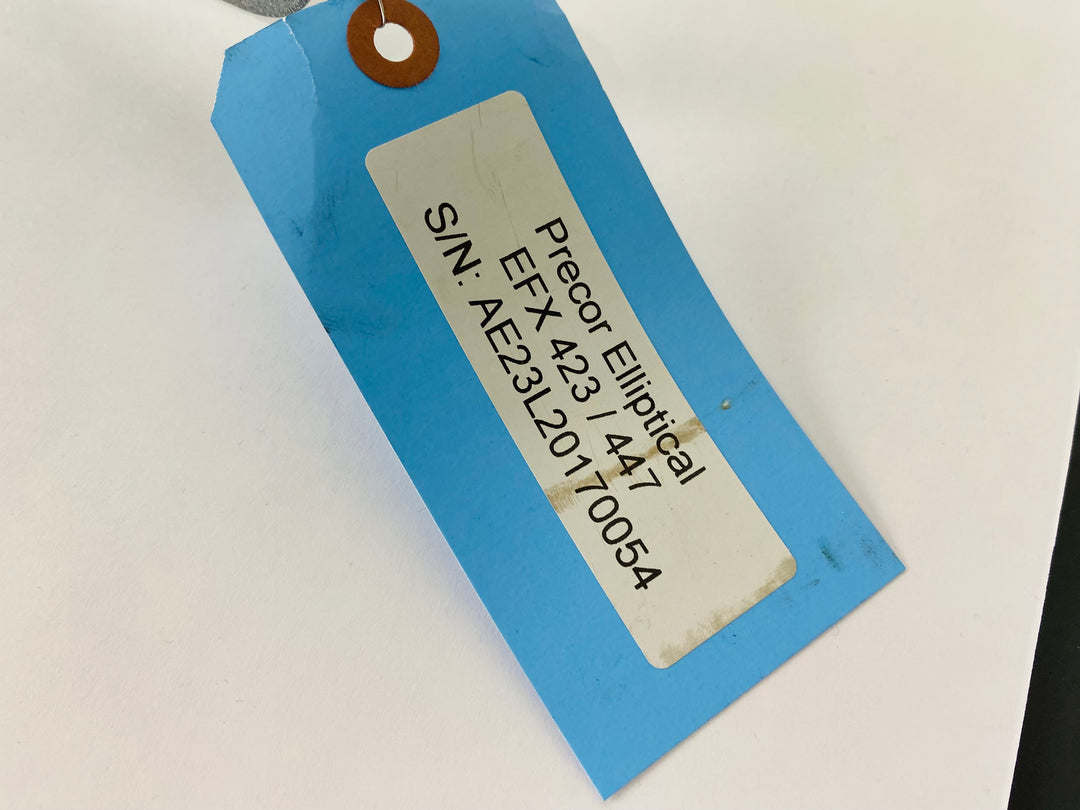 Precor Elliptical
EFX 423 / 447
S/N: AE23L20170054